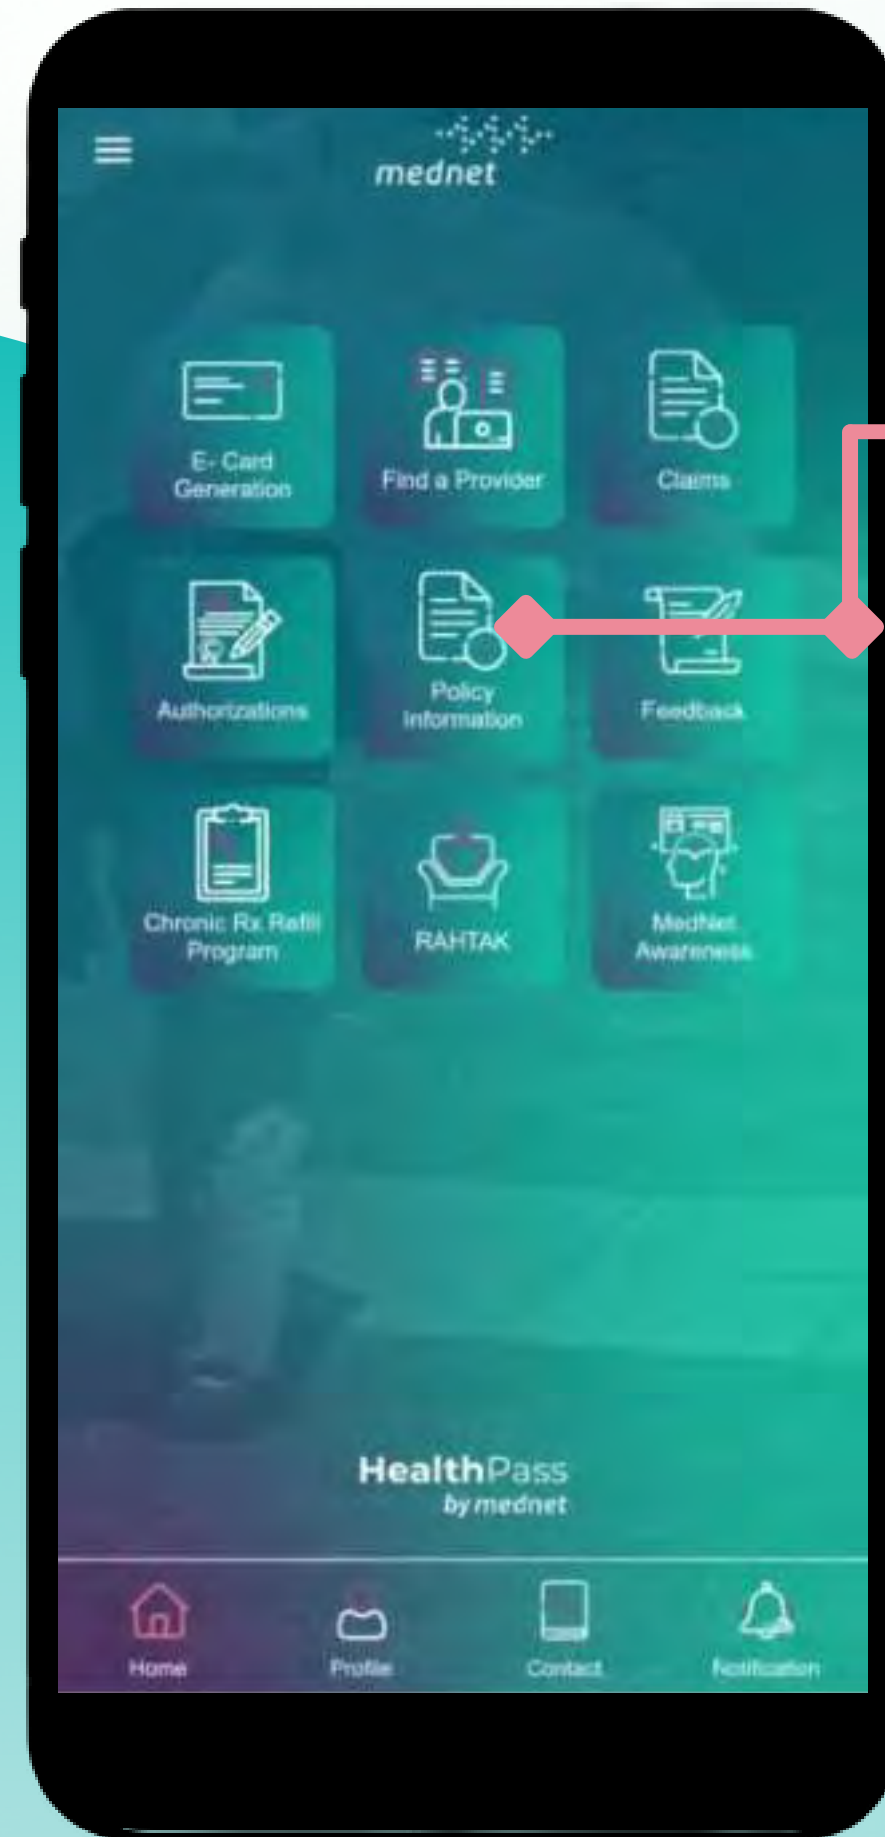 mednet
E- Card
Generation
Find a Provider
Claims
Authorizations
Policy
Information
Feedback
Chronic Rx Refill
Program
RAHTAK
MedNet
Awareness
HealthPass
by mednet
Home
Profile
Contact
Notification